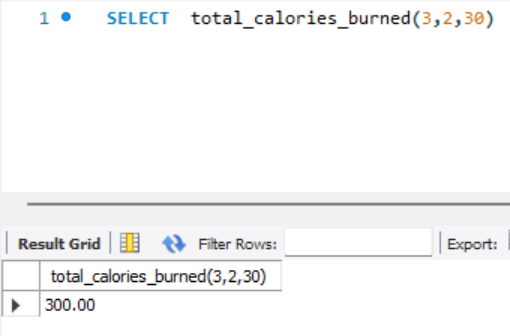 1 SELECT total_calories_burned(3,2,30)
Result Grid Filter Rows: Export:
total_calories_burned(3,2,30)
300.00